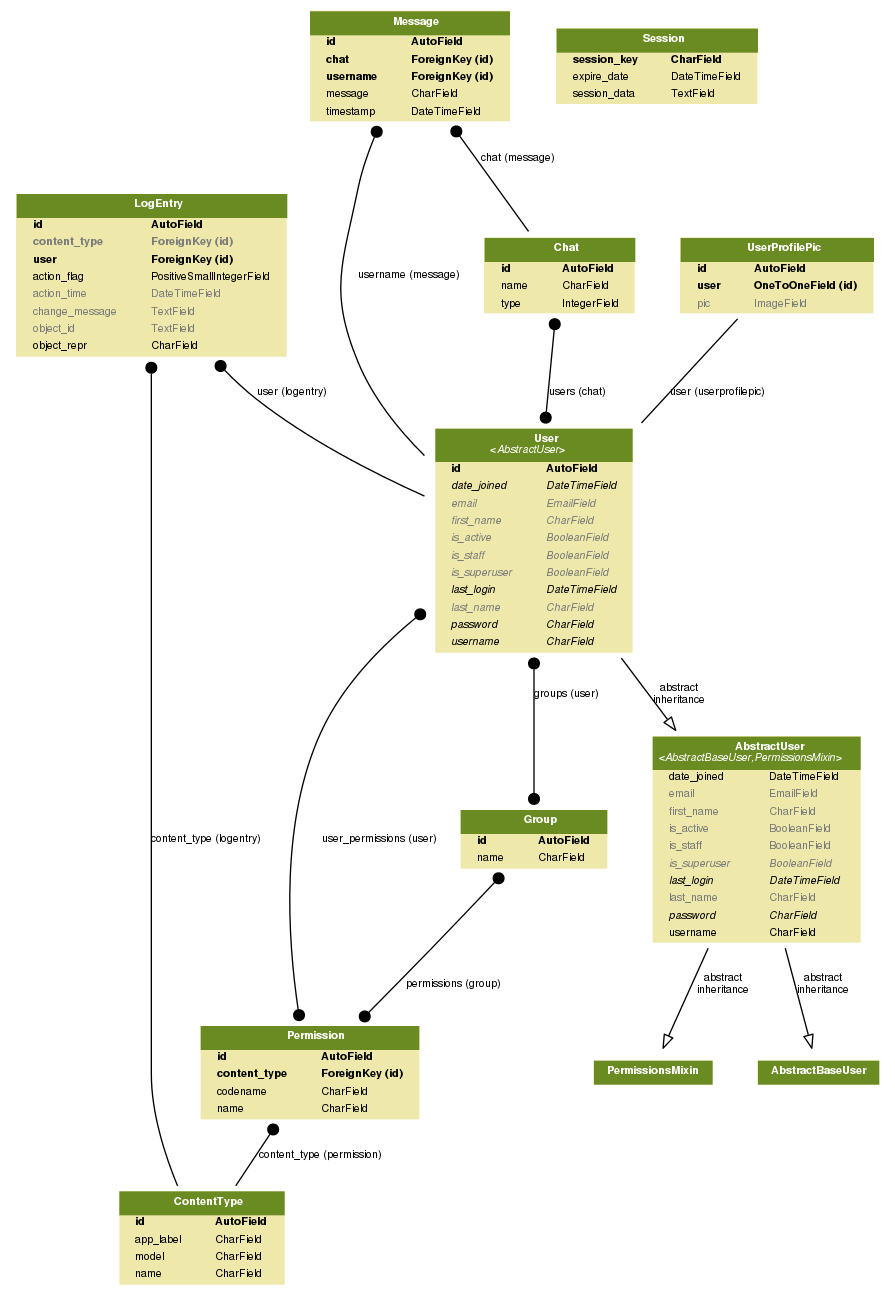 Message
id AutoField
chat ForeignKey (id)
username ForeignKey (id)
message CharField
timestamp DateTimeField
Session
session_key CharField
expire_date DateTimeField
session_data TextField
chat (message)
LogEntry
id AutoField
content_type ForeignKey (id)
user ForeignKey (id)
action_flag PositiveSmallIntegerField
action_time DateTimeField
change_message TextField
object_id TextField
object_repr CharField
username (message)
Chat
id AutoField
name CharField
type IntegerField
UserProfilePic
id AutoField
user OneToOneField (id)
pic ImageField
user (logentry)
users (chat)
user (userprofilepic)
User
<AbstractUser>
id AutoField
date_joined DateTimeField
email EmailField
first_name CharField
is_active BooleanField
is_staff BooleanField
is_superuser BooleanField
last_login DateTimeField
last_name CharField
password CharField
username CharField
groups (user)
abstract
inheritance
AbstractUser
<AbstractBaseUser,PermissionsMixin>
date_joined DateTimeField
email EmailField
first_name CharField
is_active BooleanField
is_staff BooleanField
is_superuser BooleanField
last_login DateTimeField
last_name CharField
password CharField
username CharField
content_type (logentry)
user_permissions (user)
Group
id AutoField
name CharField
permissions (group)
abstract
inheritance
abstract
inheritance
Permission
id AutoField
content_type ForeignKey (id)
codename CharField
name CharField
PermissionsMixin
AbstractBaseUser
content_type (permission)
ContentType
id AutoField
app_label CharField
model CharField
name CharField